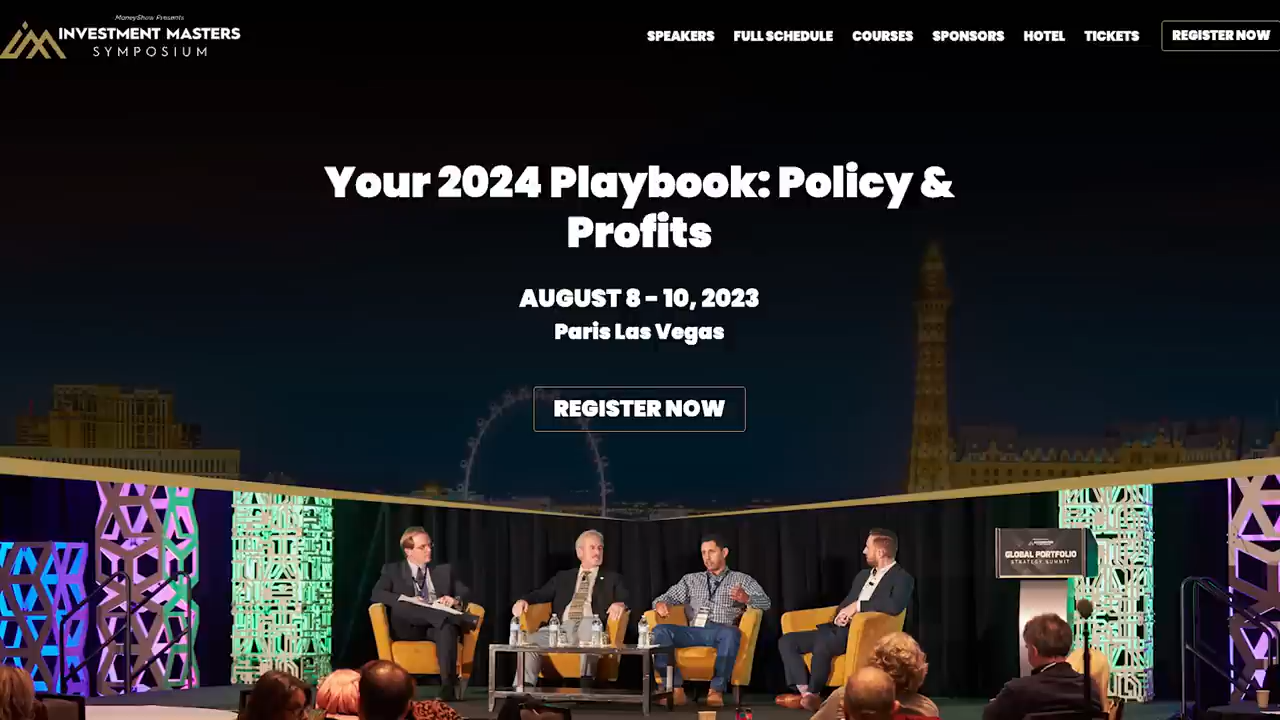 MoneyShow Presents
INVESTMENT MASTERS
SYMPOSIUM
SPEAKERS FULL SCHEDULE COURSES SPONSORS HOTEL TICKETS REGISTER NOW
Your 2024 Playbook: Policy &
Profits
AUGUST 8 - 10, 2023
Paris Las Vegas
REGISTER NOW
GLOBAL PORTFOLIO
STRATEGY SUMMIT